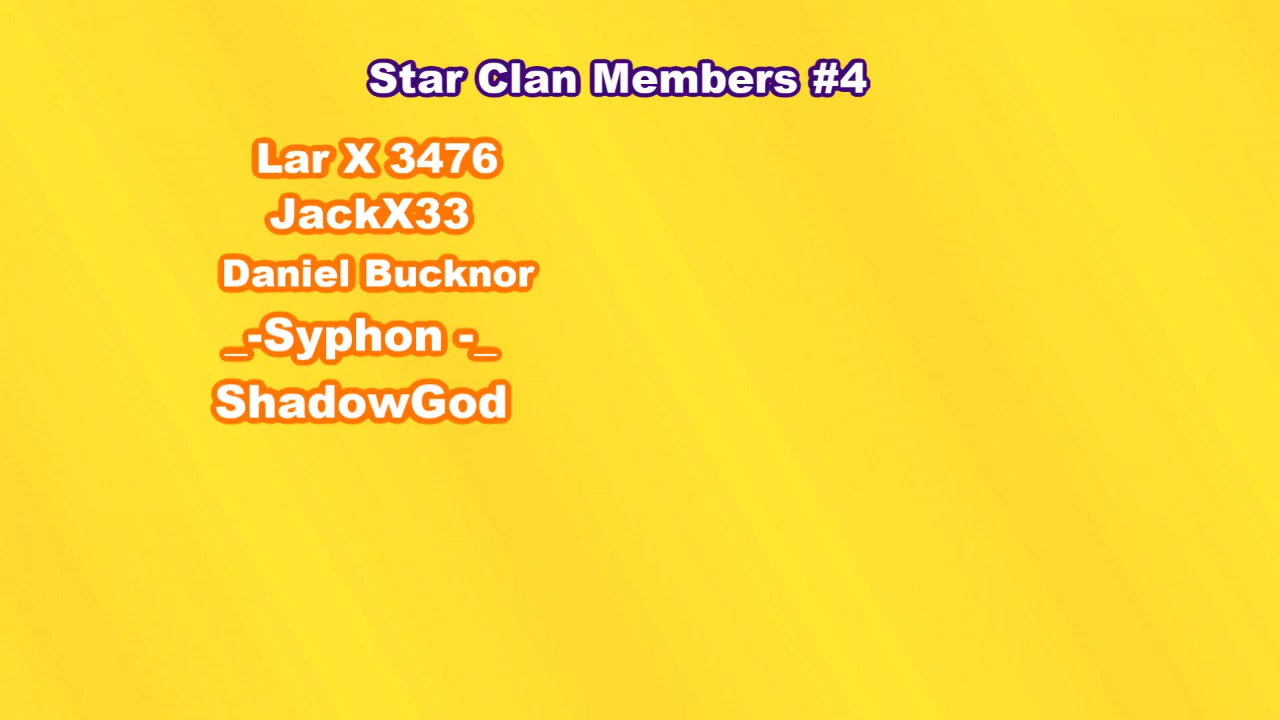 Star Clan Members #4
Lar X 3476
JackX33
Daniel Bucknor
_-Syphon -_
ShadowGod